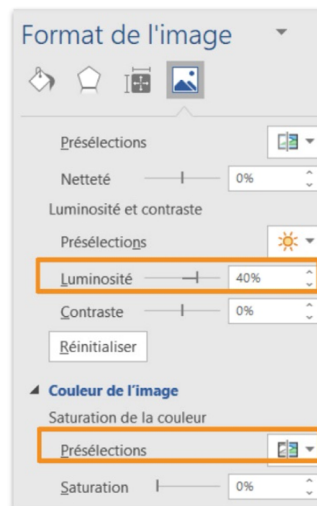 Format de l'image
Présélections
Netteté 0%
Luminosité et contraste
Présélections
Luminosité 40%
Contraste 0%
Réinitialiser
Couleur de l'image
Saturation de la couleur
Présélections
Saturation 0%